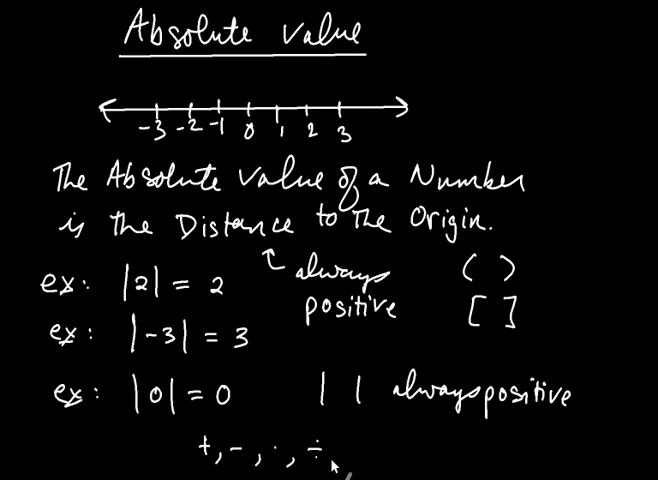 Absolute Value
-3 -2 -1 0 1 2 3
The Absolute Value of a Number
is the Distance to the Origin.
ex: |2| = 2
always positive
( )
[ ]
ex: |-3| = 3
ex: |0| = 0
| | always positive
+, -, ·, ÷,